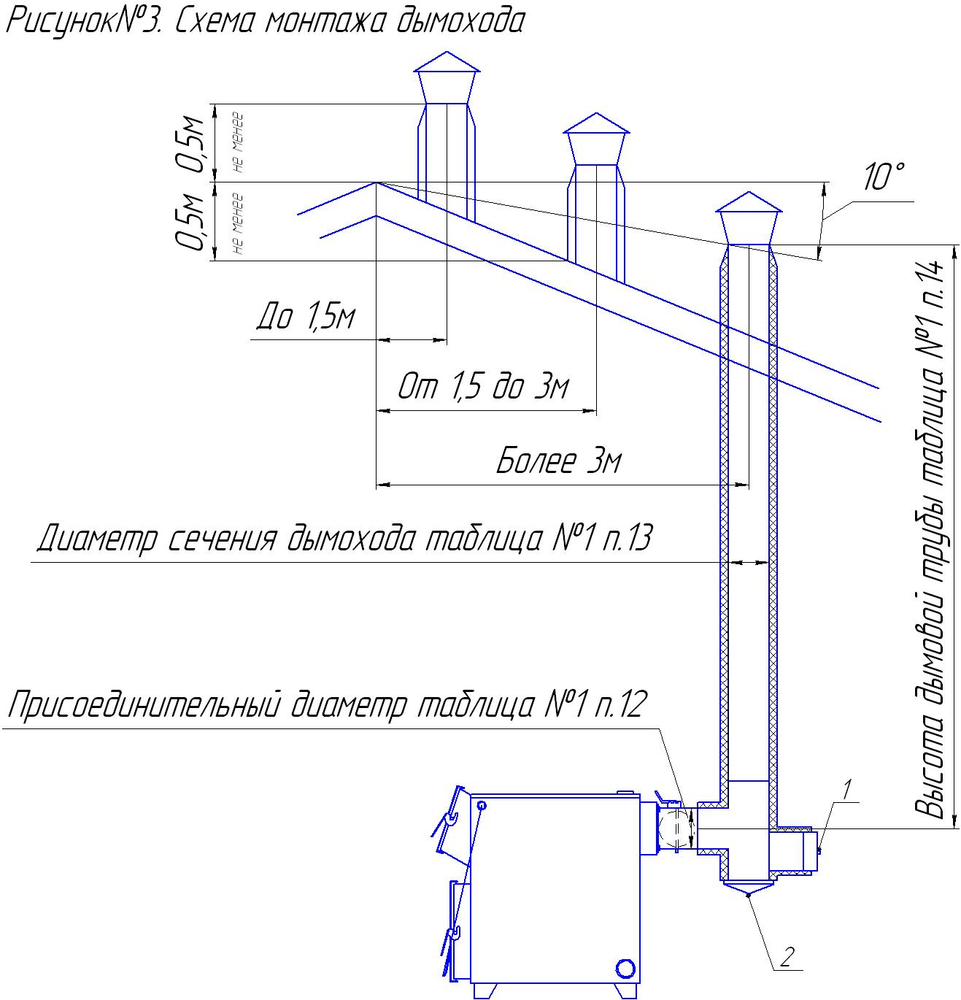 Рисунок№3. Схема монтажа дымохода
0,5м
не менее
0,5м
не менее
10°
До 1,5м
От 1,5 до 3м
Более 3м
Диаметр сечения дымохода таблица №1 п.13
Высота дымовой трубы таблица №1 п.14
Присоединительный диаметр таблица №1 п.12
1
2